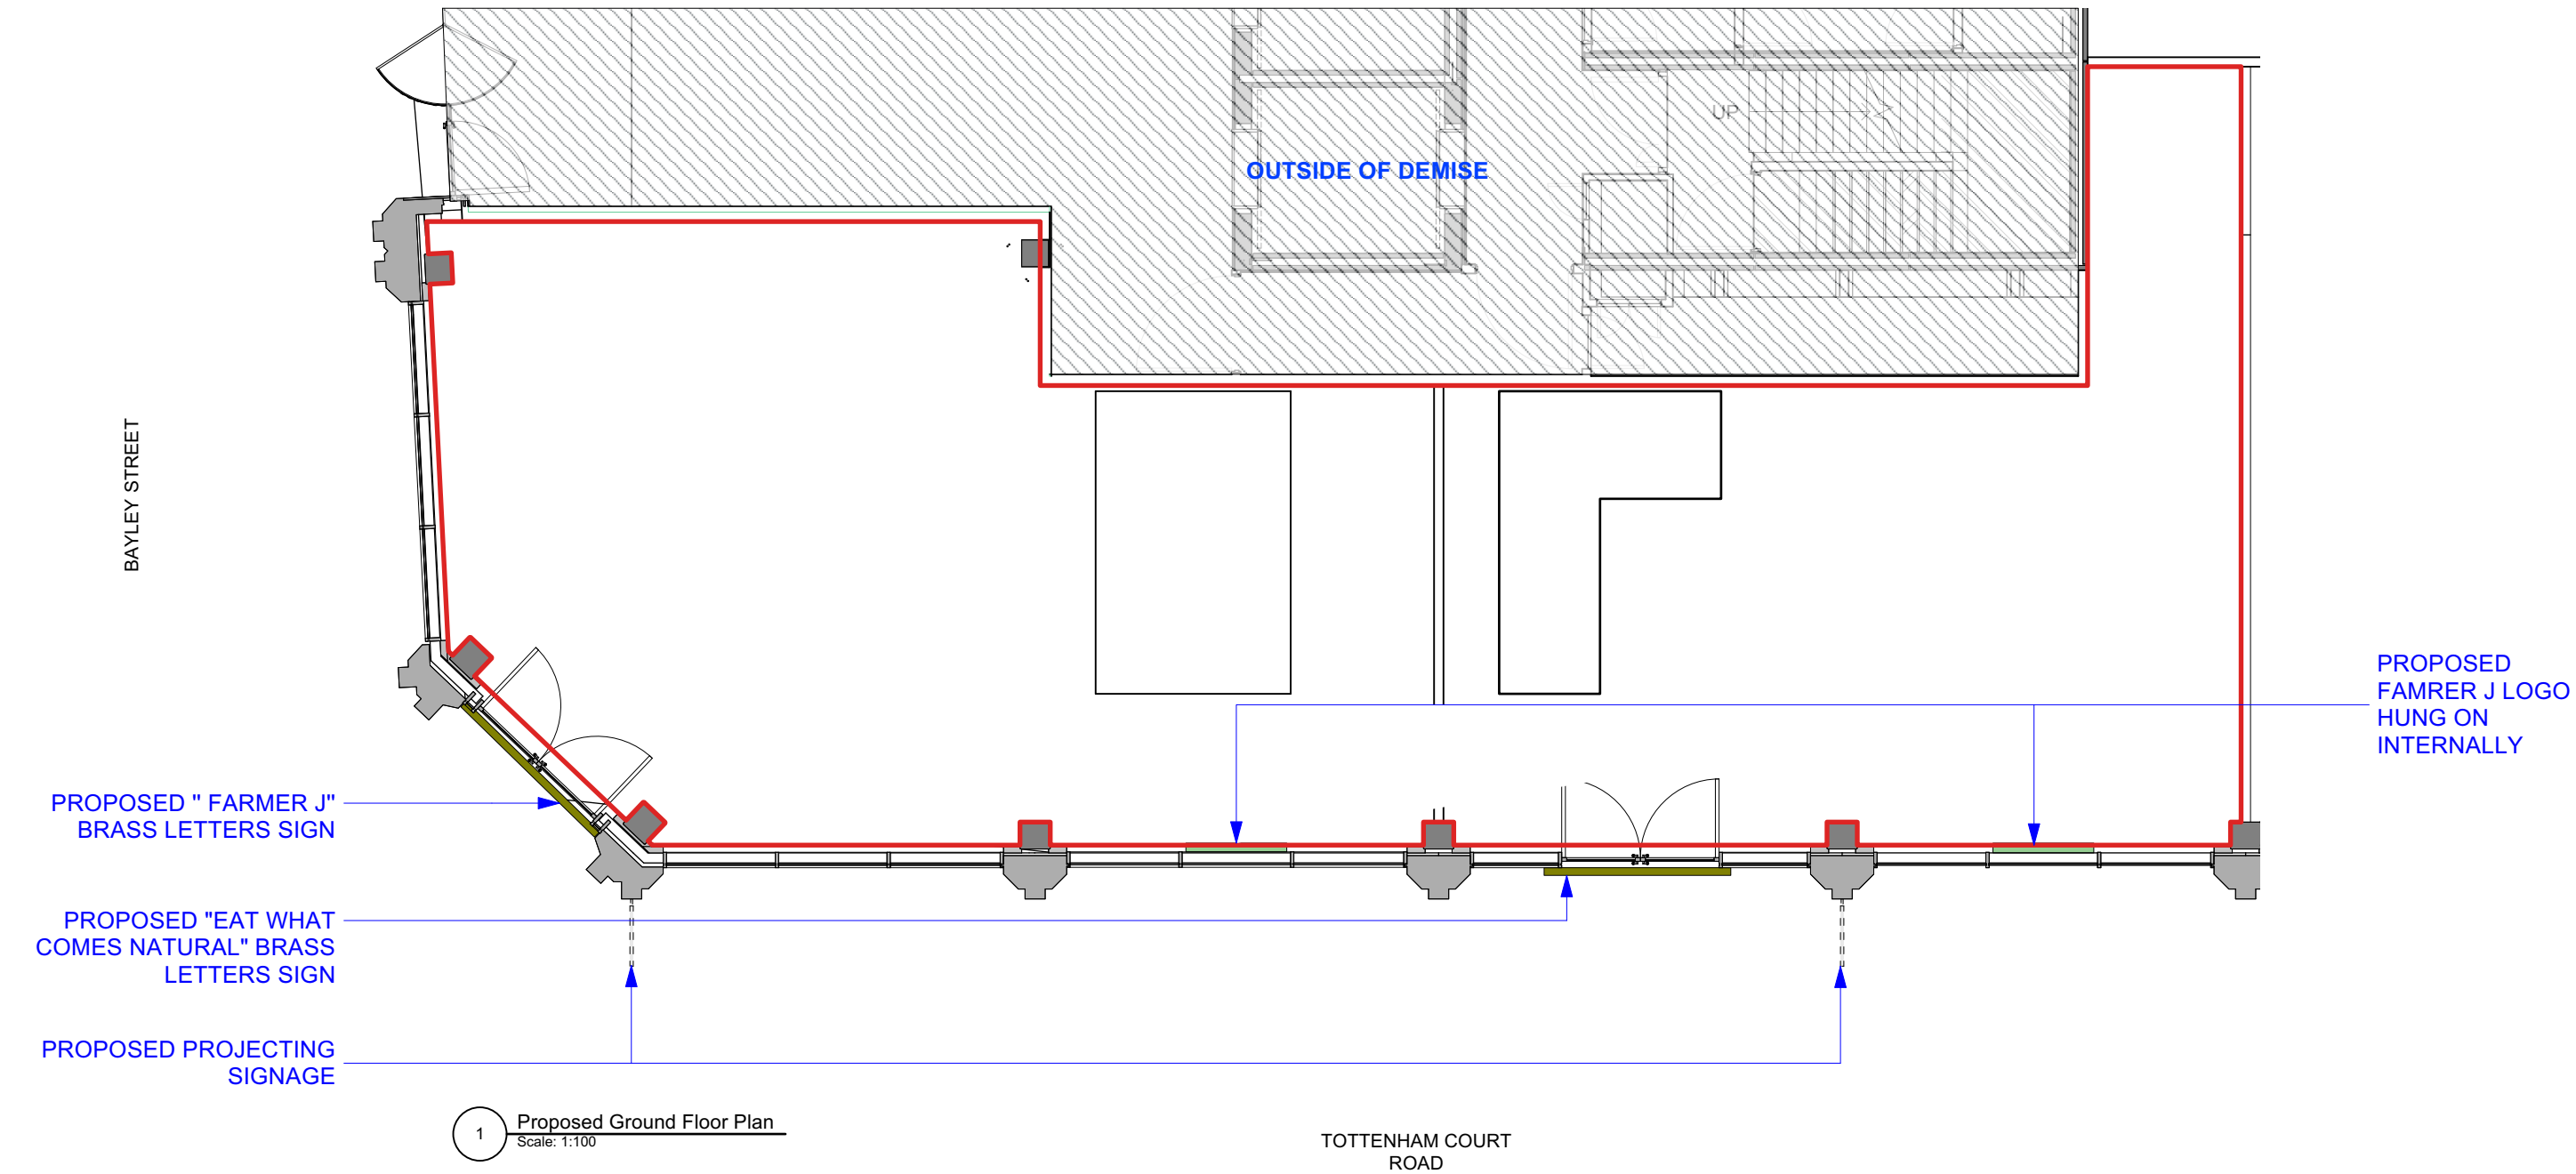 UP
OUTSIDE OF DEMISE
BAYLEY STREET
PROPOSED
FAMRER J LOGO
HUNG ON
INTERNALLY
PROPOSED " FARMER J"
BRASS LETTERS SIGN
PROPOSED "EAT WHAT
COMES NATURAL" BRASS
LETTERS SIGN
PROPOSED PROJECTING
SIGNAGE
1
Proposed Ground Floor Plan
Scale: 1:100
TOTTENHAM COURT
ROAD